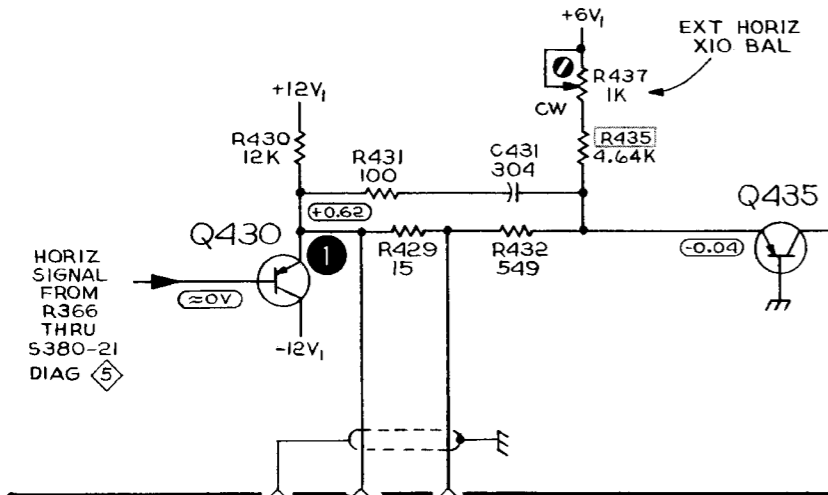 +6V1
EXT HORIZ
X10 BAL
R437
1K
CW
+12V1
R430
12K
R431
100
C431
304
R435
4.64K
Q435
+0.62
Q430
1
R429
15
R432
549
-0.04
HORIZ
SIGNAL
FROM
R366
THRU
S380-21
DIAG 5
≈0V
-12V1